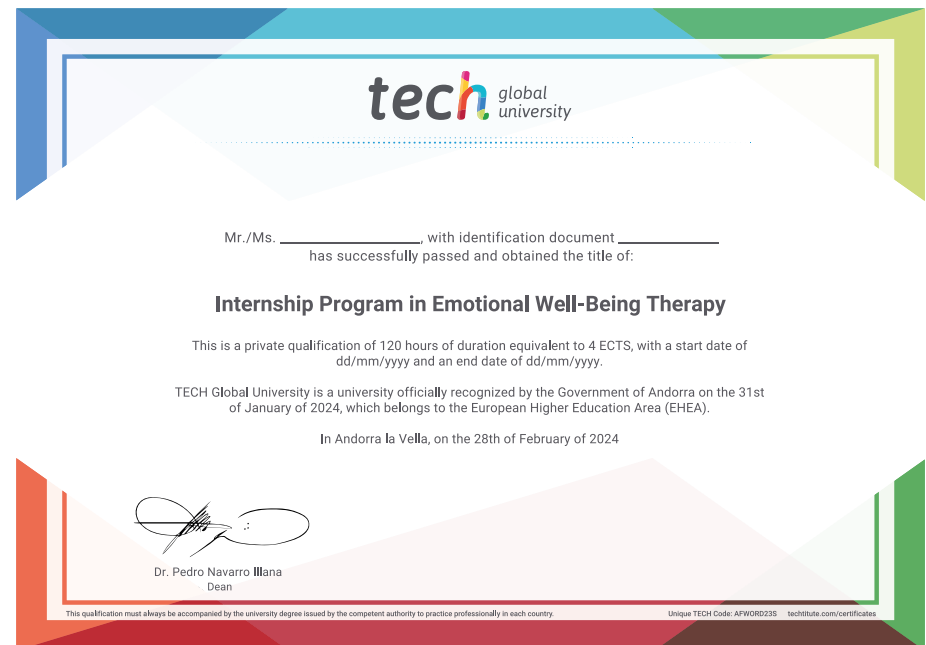 tech global
university
Mr./Ms. ____________________, with identification document ______________
has successfully passed and obtained the title of:
Internship Program in Emotional Well-Being Therapy
This is a private qualification of 120 hours of duration equivalent to 4 ECTS, with a start date of
dd/mm/yyyy and an end date of dd/mm/yyyy.
TECH Global University is a university officially recognized by the Government of Andorra on the 31st
of January of 2024, which belongs to the European Higher Education Area (EHEA).
In Andorra la Vella, on the 28th of February of 2024
Dr. Pedro Navarro Illana
Dean
This qualification must always be accompanied by the university degree issued by the competent authority to practice professionally in each country. Unique TECH Code: AFWORD23S techtitute.com/certificates